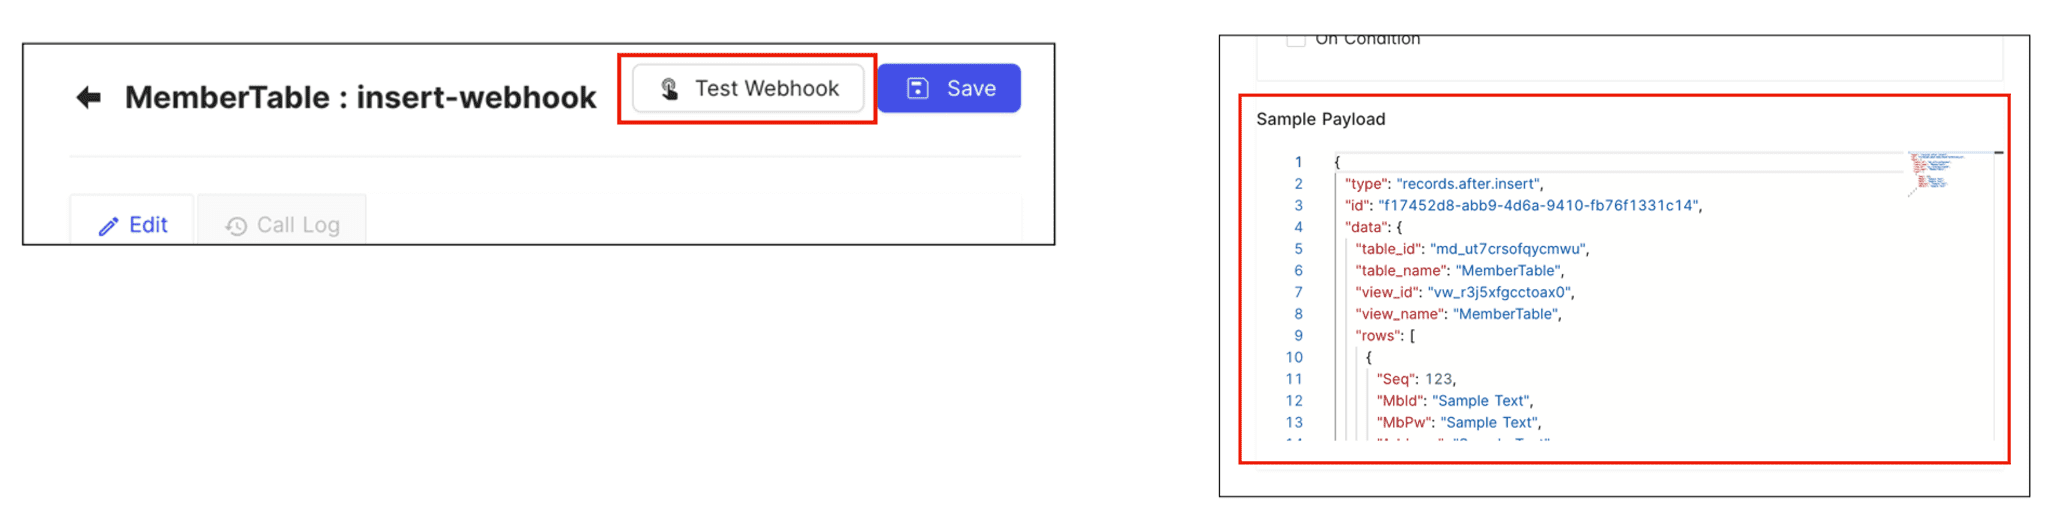 MemberTable : insert-webhook
Test Webhook
Save
Edit
Call Log
On Condition
Sample Payload
1 {
2 "type": "records.after.insert",
3 "id": "f17452d8-abb9-4d6a-9410-fb76f1331c14",
4 "data": {
5 "table_id": "md_ut7crsofqycmwu",
6 "table_name": "MemberTable",
7 "view_id": "vw_r3j5xfgcctoax0",
8 "view_name": "MemberTable",
9 "rows": [
10 {
11 "Seq": 123,
12 "MbId": "Sample Text",
13 "MbPw": "Sample Text",